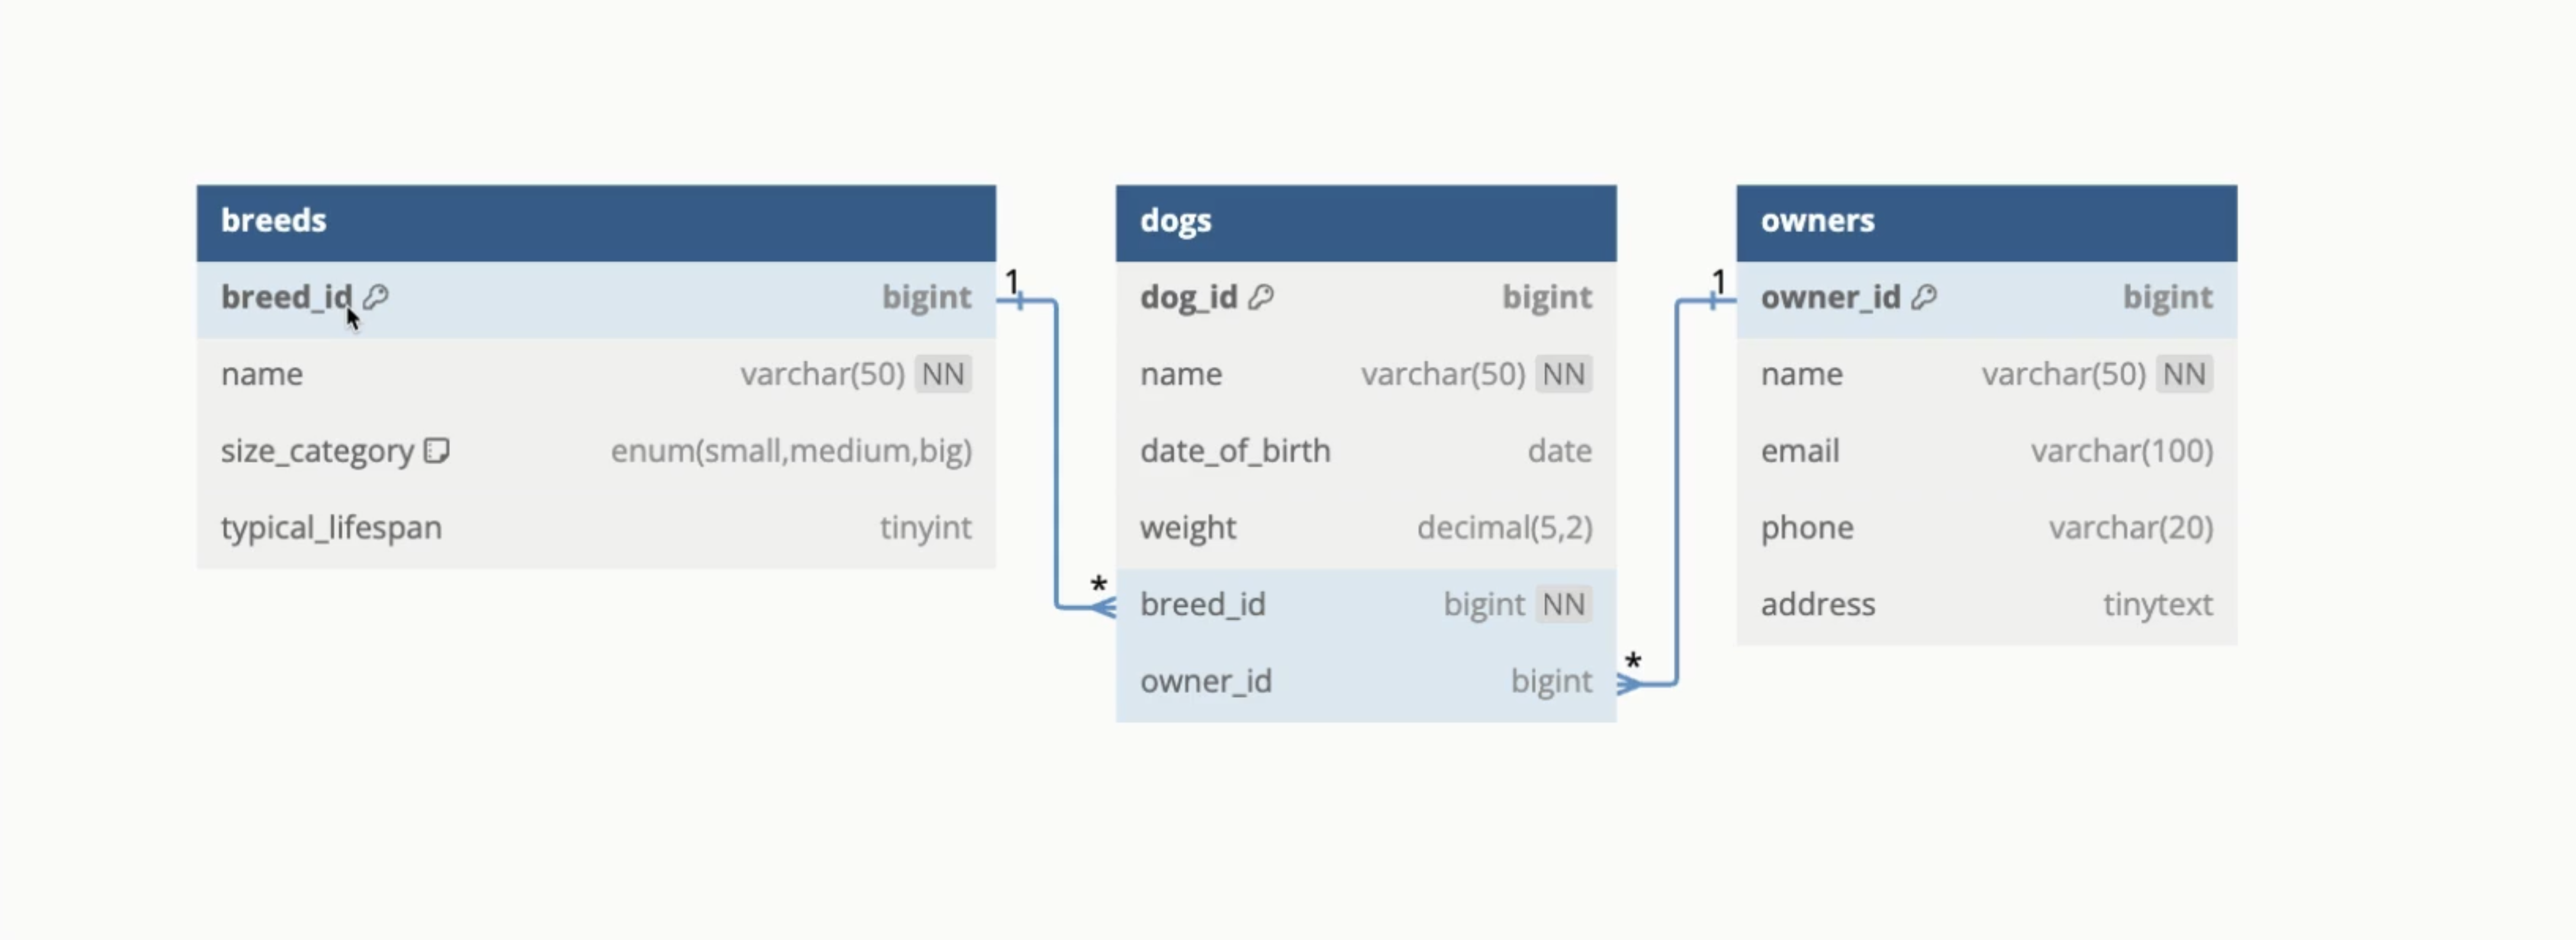 breeds
breed_id bigint
name varchar(50) NN
size_category enum(small,medium,big)
typical_lifespan tinyint
1
*
dogs
dog_id bigint
name varchar(50) NN
date_of_birth date
weight decimal(5,2)
breed_id bigint NN
owner_id bigint
*
1
owners
owner_id bigint
name varchar(50) NN
email varchar(100)
phone varchar(20)
address tinytext